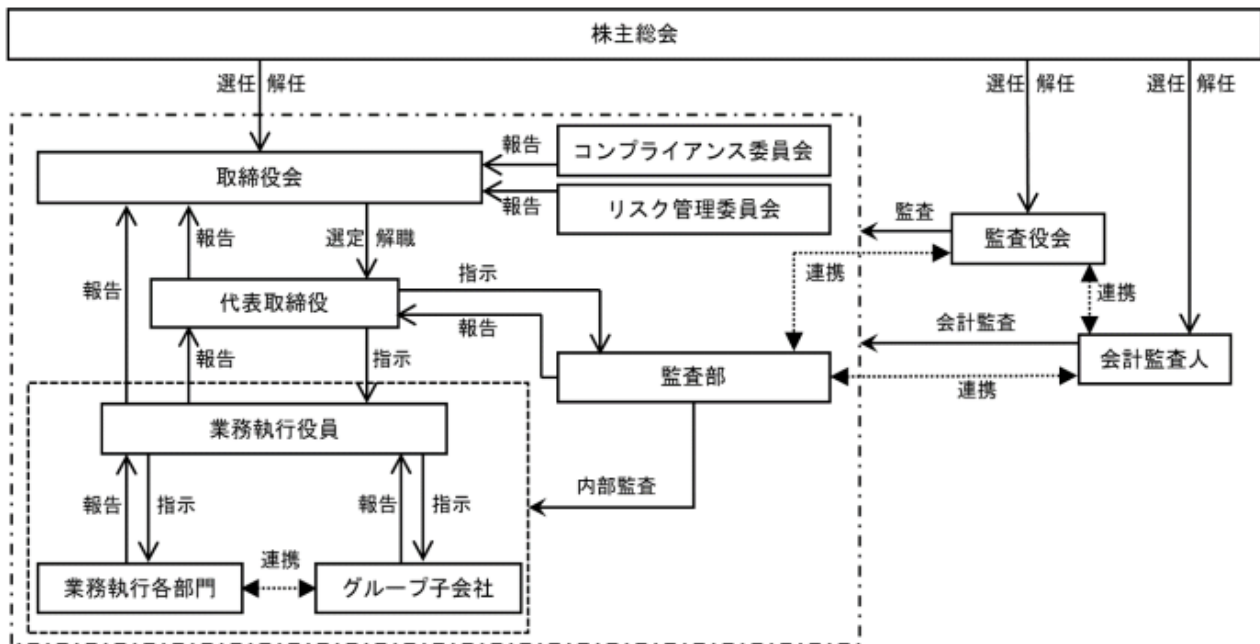 株主総会
選任 解任
選任 解任
選任 解任
コンプライアンス委員会
報告
取締役会
リスク管理委員会
報告
監査
監査役会
報告
選定 解職
連携
指示
報告
代表取締役
連携
報告
会計監査
報告
指示
監査部
会計監査人
連携
業務執行役員
内部監査
報告
指示
報告
指示
連携
業務執行各部門
グループ子会社